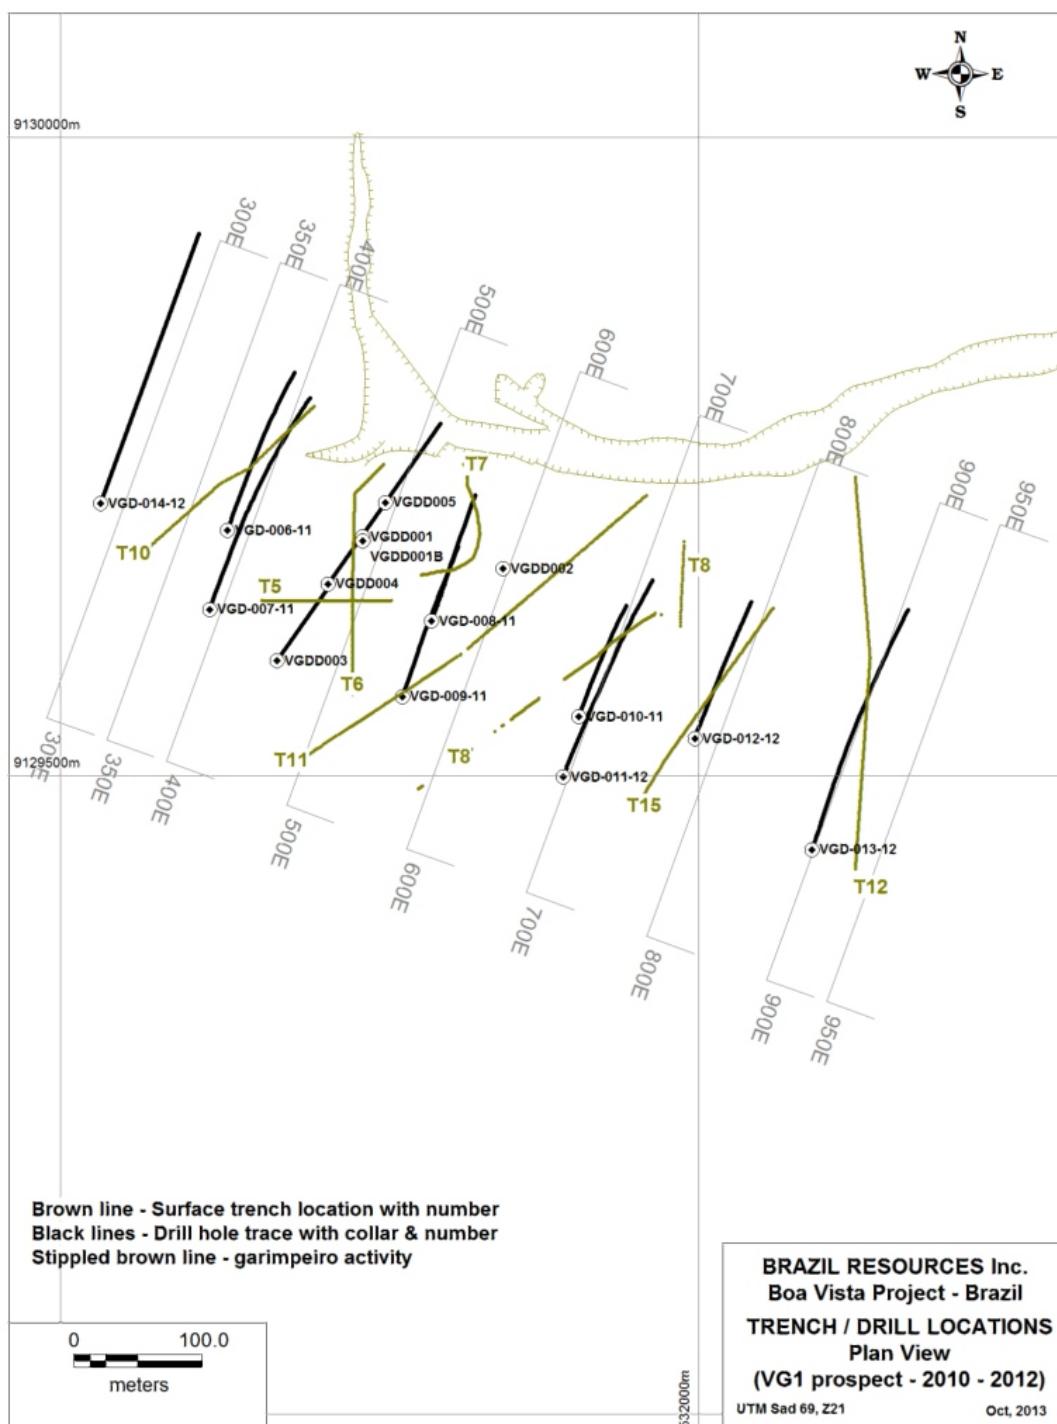 N
W E
S
9130000m
300E
350E
400E
500E
600E
700E
800E
900E
950E
T7
VGDD005
VGD-014-12
VGD-006-11
VGDD001
VGDD001B
T10
VGDD002
T8
VGDD004
T5
VGD-007-11
VGD-008-11
VGDD003
T6
VGD-009-11
VGD-010-11
VGD-012-12
T11
T8
VGD-011-12
9129500m
T15
300E
350E
400E
500E
600E
700E
800E
900E
950E
VGD-013-12
T12
Brown line - Surface trench location with number
Black lines - Drill hole trace with collar & number
Stippled brown line - garimpeiro activity
0 100.0
meters
632000m
BRAZIL RESOURCES Inc.
Boa Vista Project - Brazil
TRENCH / DRILL LOCATIONS
Plan View
(VG1 prospect - 2010 - 2012)
UTM Sad 69, Z21 Oct, 2013